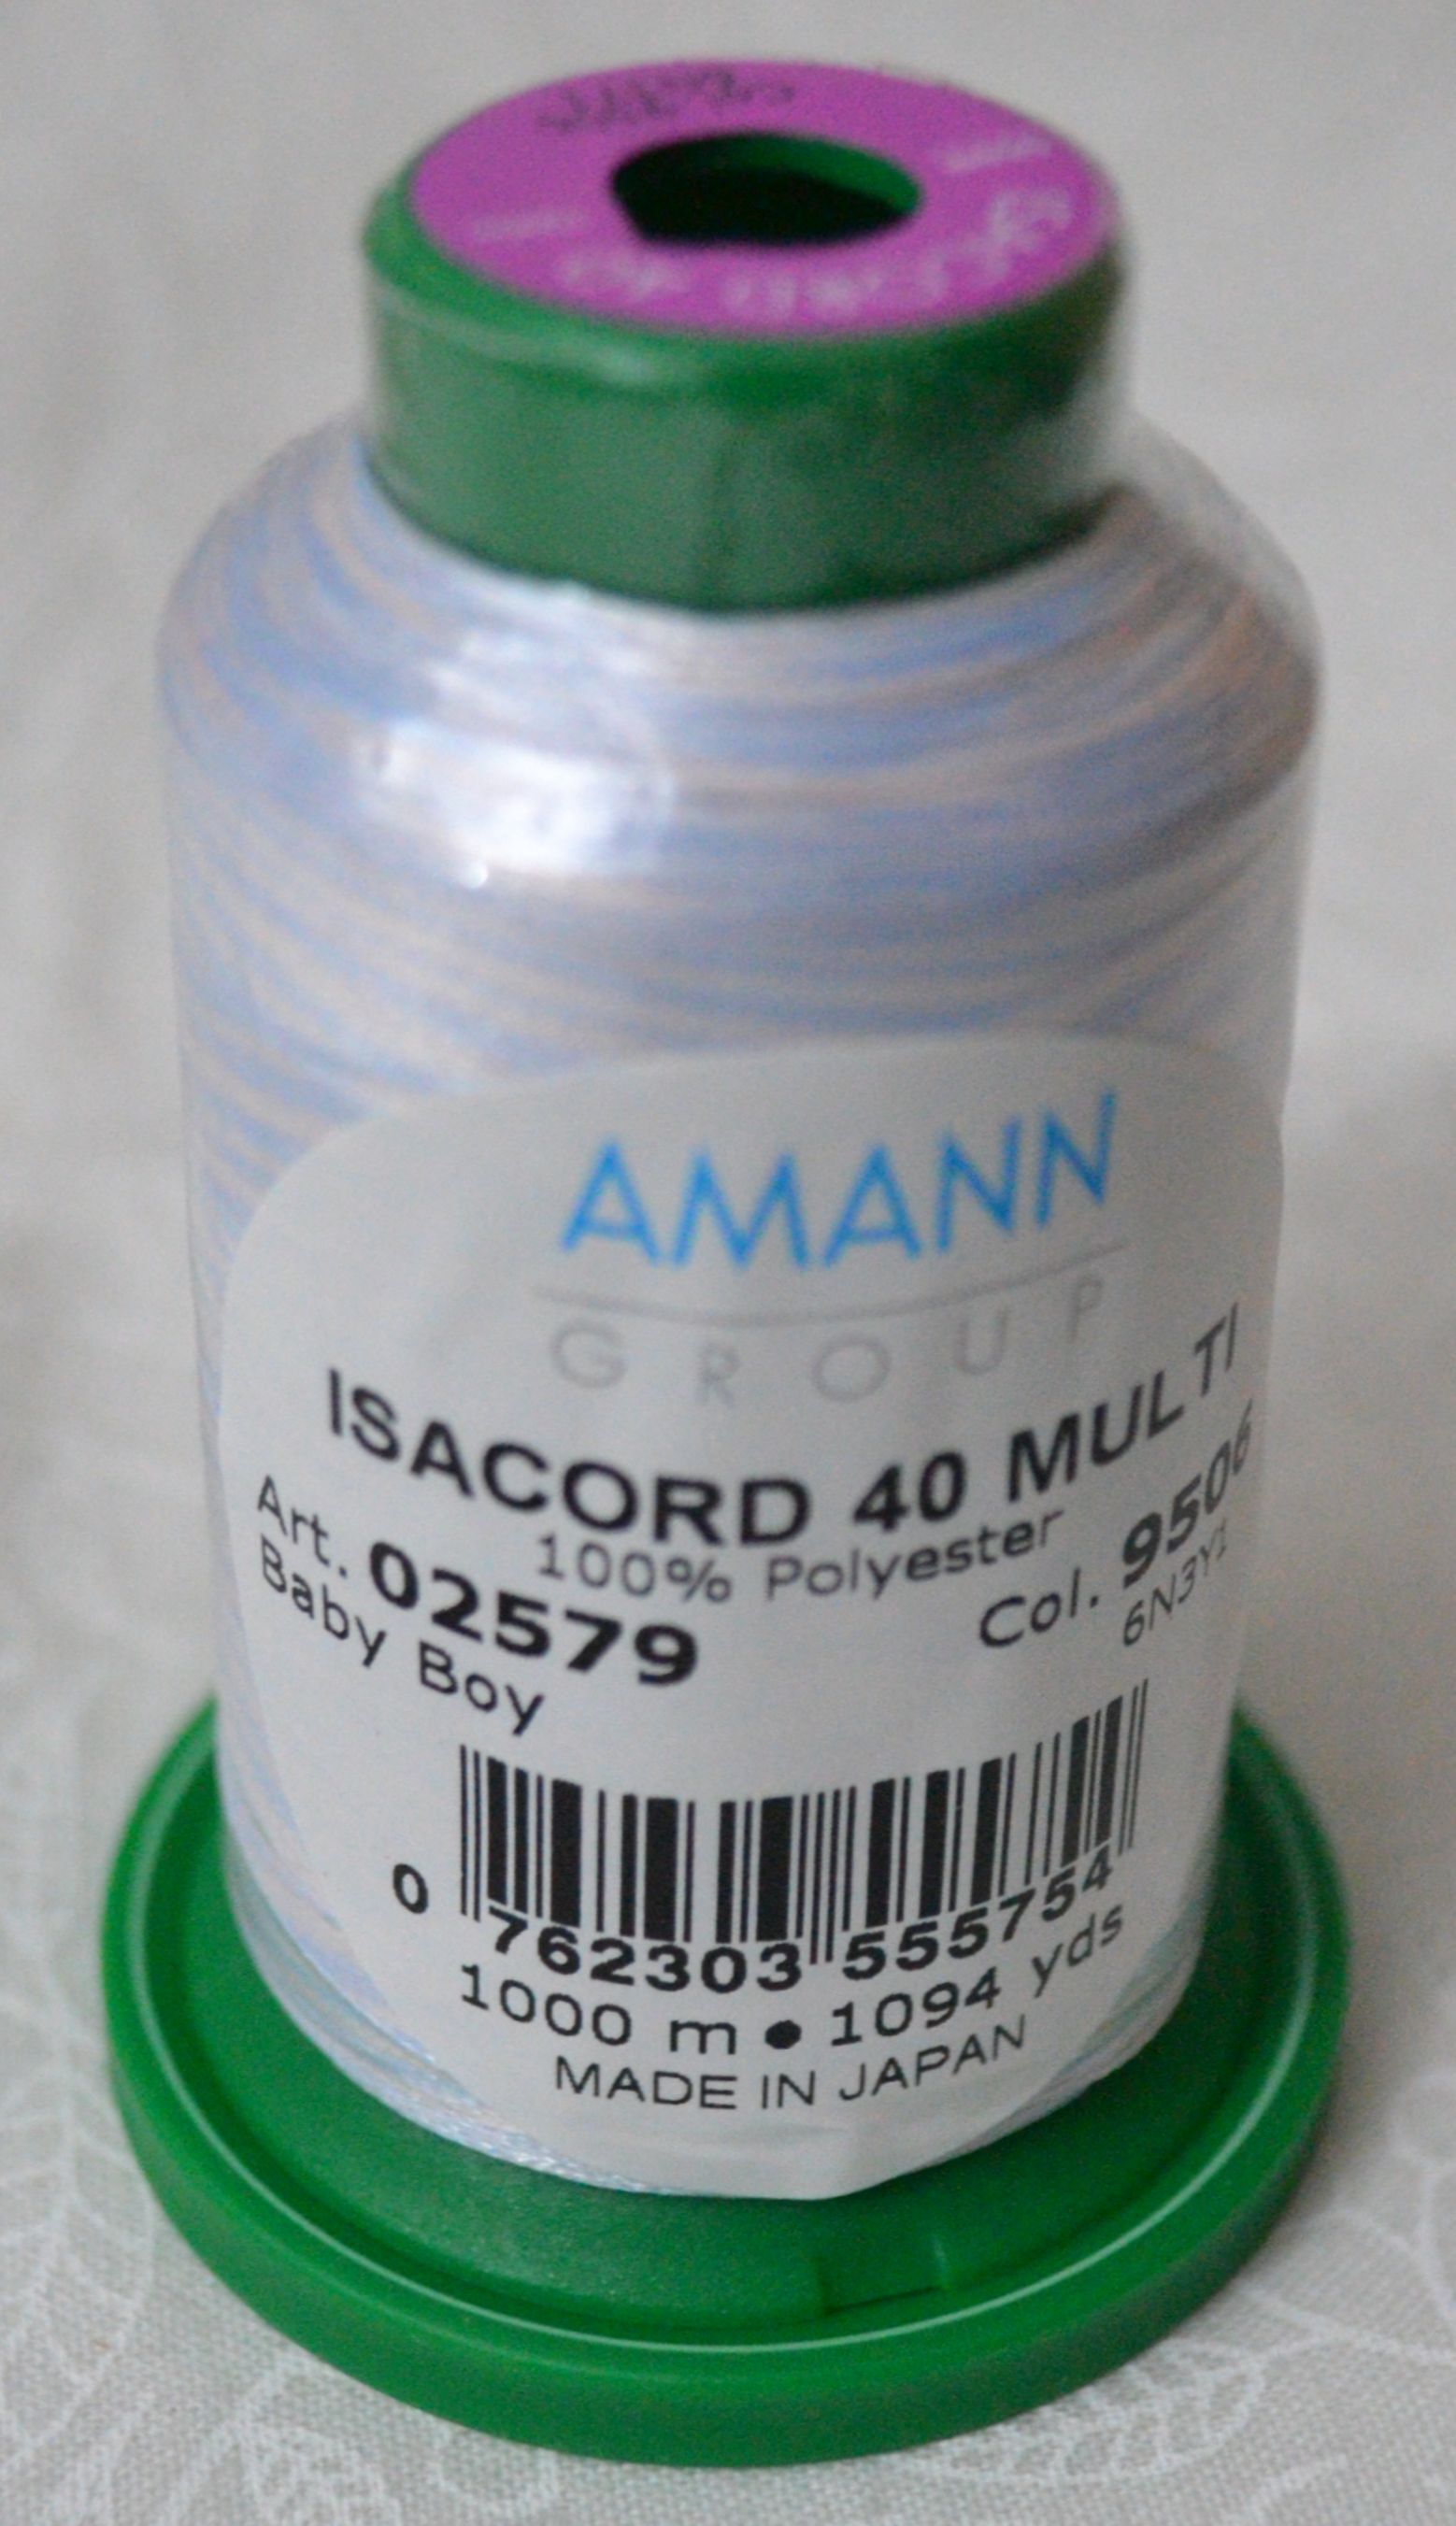 AMANN
GROUP
ISACORD 40 MULTI
100% Polyester
Art. 02579 Col. 9506
Baby Boy 6N3Y1
0 762303 555754
1000 m • 1094 yds
MADE IN JAPAN